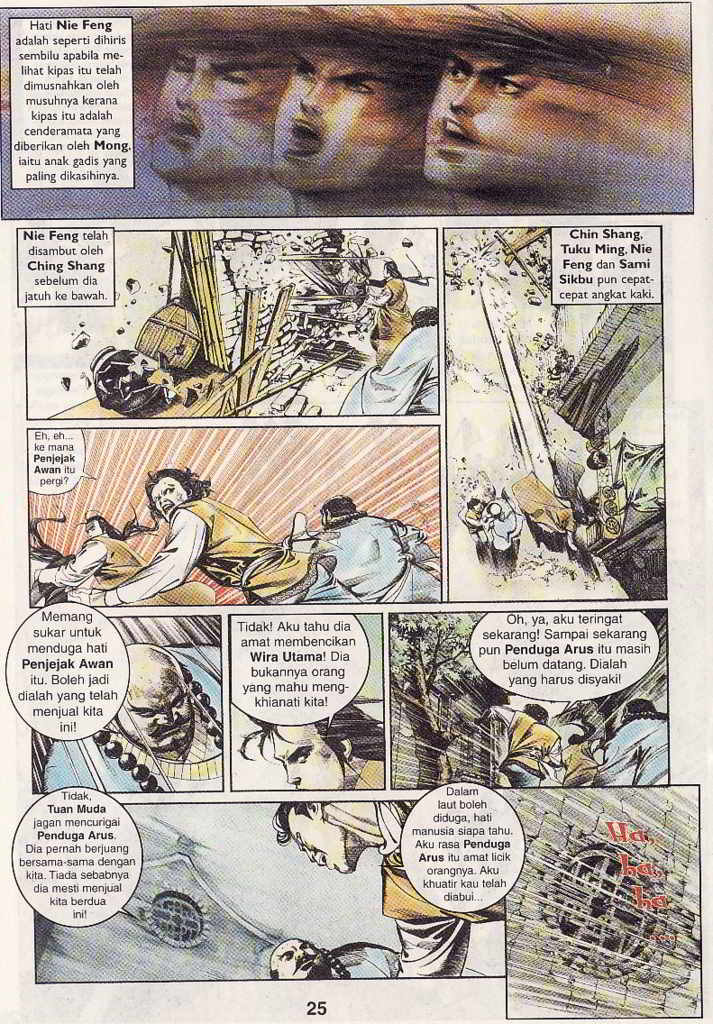 Hati Nie Feng
adalah seperti dihiris
sembilu apabila me-
lihat kipas itu telah
dimusnahkan oleh
musuhnya kerana
kipas itu adalah
cenderamata yang
diberikan oleh Mong,
iaitu anak gadis yang
paling dikasihinya.
Nie Feng telah
disambut oleh
Ching Shang
sebelum dia
jatuh ke bawah.
Chin Shang,
Tuku Ming, Nie
Feng dan Sami
Sikbu pun cepat-
cepat angkat kaki.
Eh, eh...
ke mana
Penjejak
Awan itu
pergi?
Memang
sukar untuk
menduga hati
Penjejak Awan
itu. Boleh jadi
dialah yang telah
menjual kita
ini!
Tidak! Aku tahu dia
amat membencikan
Wira Utama! Dia
bukannya orang
yang mahu meng-
khianati kita!
Oh, ya, aku teringat
sekarang! Sampai sekarang
pun Penduga Arus itu masih
belum datang. Dialah
yang harus disyaki!
Tidak,
Tuan Muda
jangan mencurigai
Penduga Arus.
Dia pernah berjuang
bersama-sama dengan
kita. Tiada sebabnya
dia mesti menjual
kita berdua
ini!
Dalam
laut boleh
diduga, hati
manusia siapa tahu.
Aku rasa Penduga
Arus itu amat licik
orangnya. Aku
khuatir kau telah
diabui...
Ha,
ha,
ha
...
25